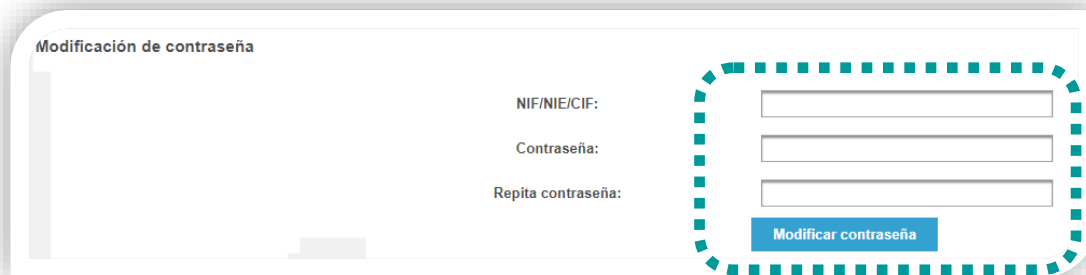 Modificación de contraseña
NIF/NIE/CIF:
Contraseña:
Repita contraseña:
Modificar contraseña